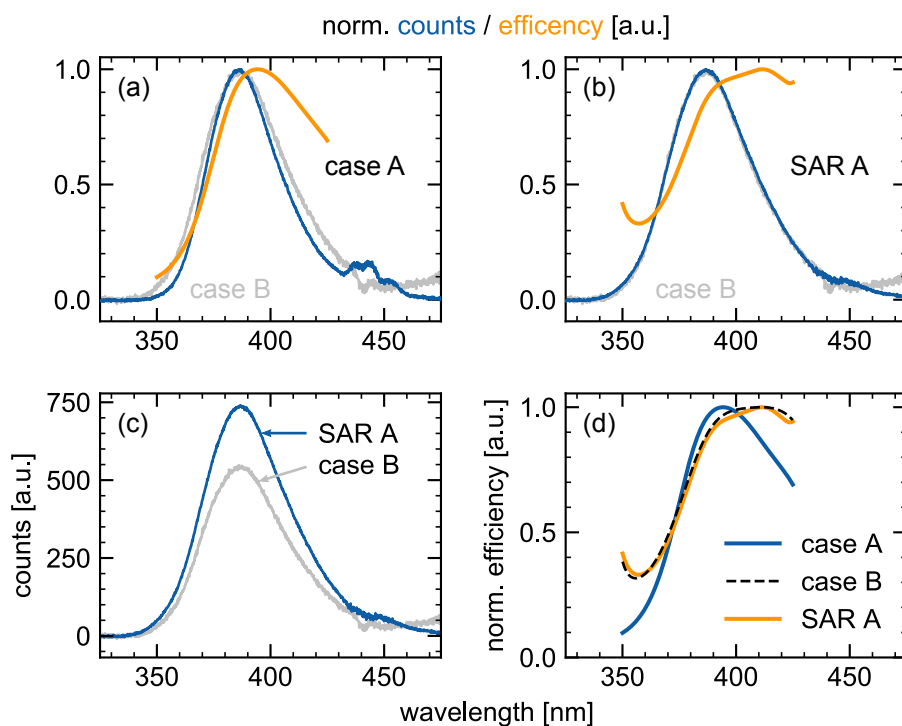 norm. counts / efficency [a.u.]
(a)
1.0
0.5
0.0
case A
case B
350
400
450
(b)
1.0
0.5
0.0
SAR A
case B
350
400
450
(c)
750
500
250
0
counts [a.u.]
SAR A
case B
350
400
450
(d)
1.0
0.5
0.0
norm. efficiency [a.u.]
case A
case B
SAR A
350
400
450
wavelength [nm]